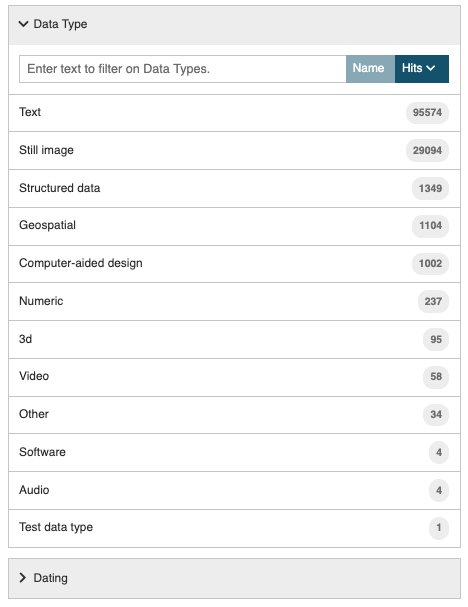 Data Type
Enter text to filter on Data Types. Name Hits
Text 95574
Still image 29094
Structured data 1349
Geospatial 1104
Computer-aided design 1002
Numeric 237
3d 95
Video 58
Other 34
Software 4
Audio 4
Test data type 1
Dating